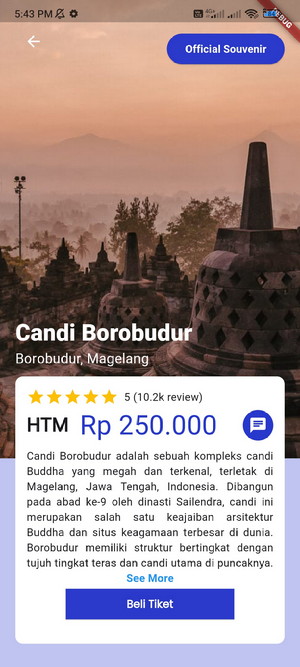 5:43 PM
BUG
Official Souvenir
Candi Borobudur
Borobudur, Magelang
5 (10.2k review)
HTM Rp 250.000
Candi Borobudur adalah sebuah kompleks candi
Buddha yang megah dan terkenal, terletak di
Magelang, Jawa Tengah, Indonesia. Dibangun
pada abad ke-9 oleh dinasti Sailendra, candi ini
merupakan salah satu keajaiban arsitektur
Buddha dan situs keagamaan terbesar di dunia.
Borobudur memiliki struktur bertingkat dengan
tujuh tingkat teras dan candi utama di puncaknya.
See More
Beli Tiket